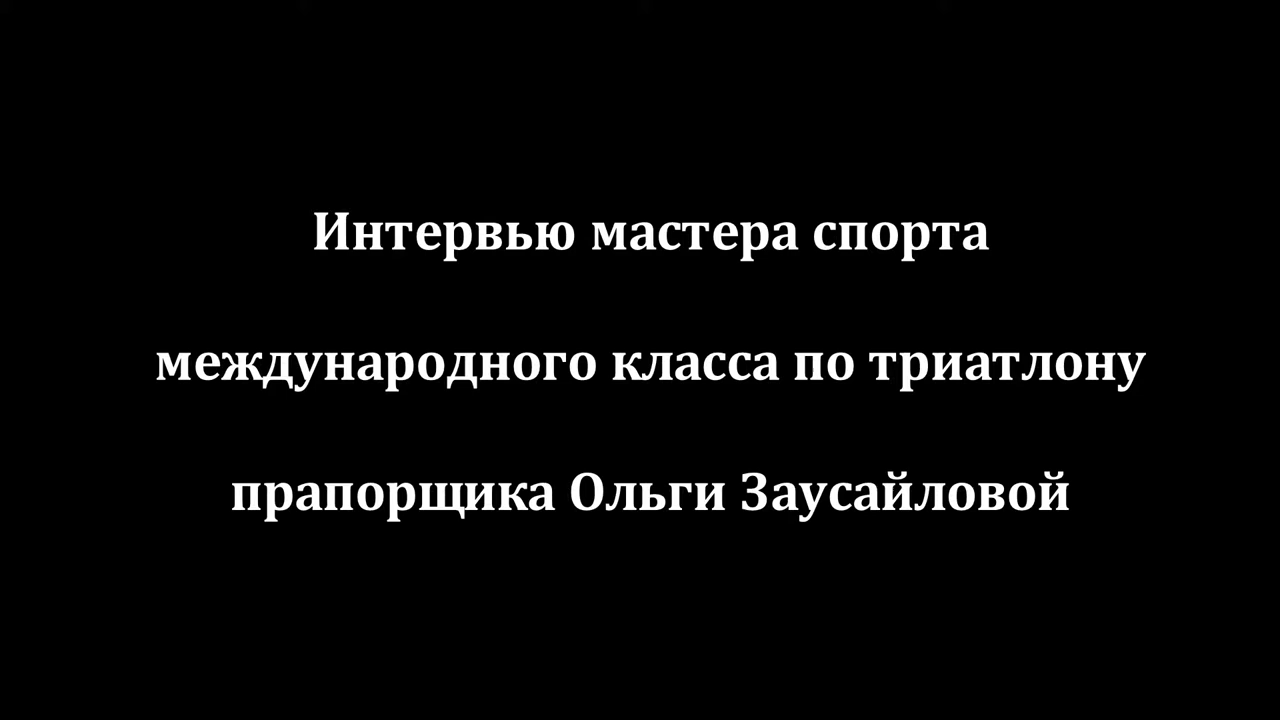 Интервью мастера спорта
международного класса по триатлону
прапорщика Ольги Заусайловой